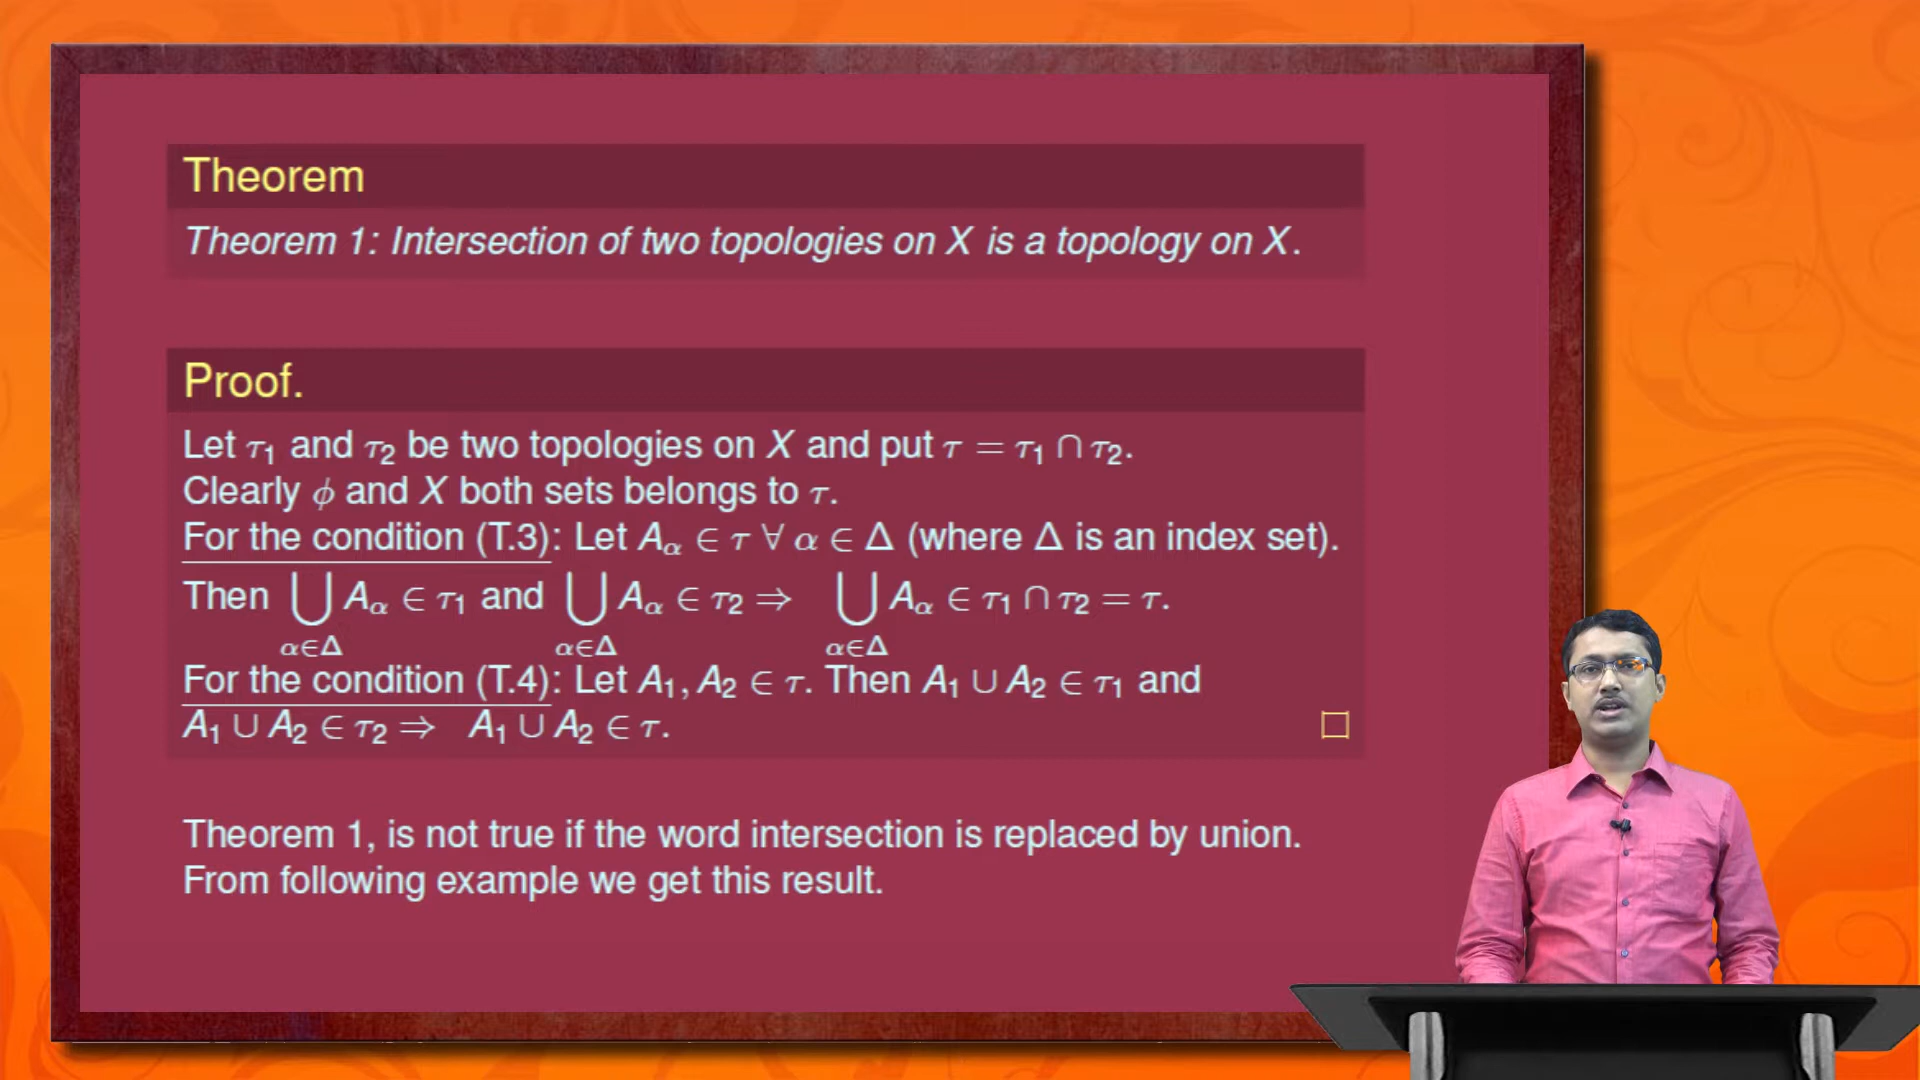 Theorem
Theorem 1: Intersection of two topologies on X is a topology on X.
Proof.
Let τ₁ and τ₂ be two topologies on X and put τ = τ₁ ∩ τ₂.
Clearly ϕ and X both sets belongs to τ.
For the condition (T.3): Let A_α ∈ τ ∀ α ∈ Δ (where Δ is an index set).
Then ⋃_{α∈Δ} A_α ∈ τ₁ and ⋃_{α∈Δ} A_α ∈ τ₂ ⇒ ⋃_{α∈Δ} A_α ∈ τ₁ ∩ τ₂ = τ.
For the condition (T.4): Let A₁, A₂ ∈ τ. Then A₁ ∪ A₂ ∈ τ₁ and
A₁ ∪ A₂ ∈ τ₂ ⇒ A₁ ∪ A₂ ∈ τ. □
Theorem 1, is not true if the word intersection is replaced by union.
From following example we get this result.